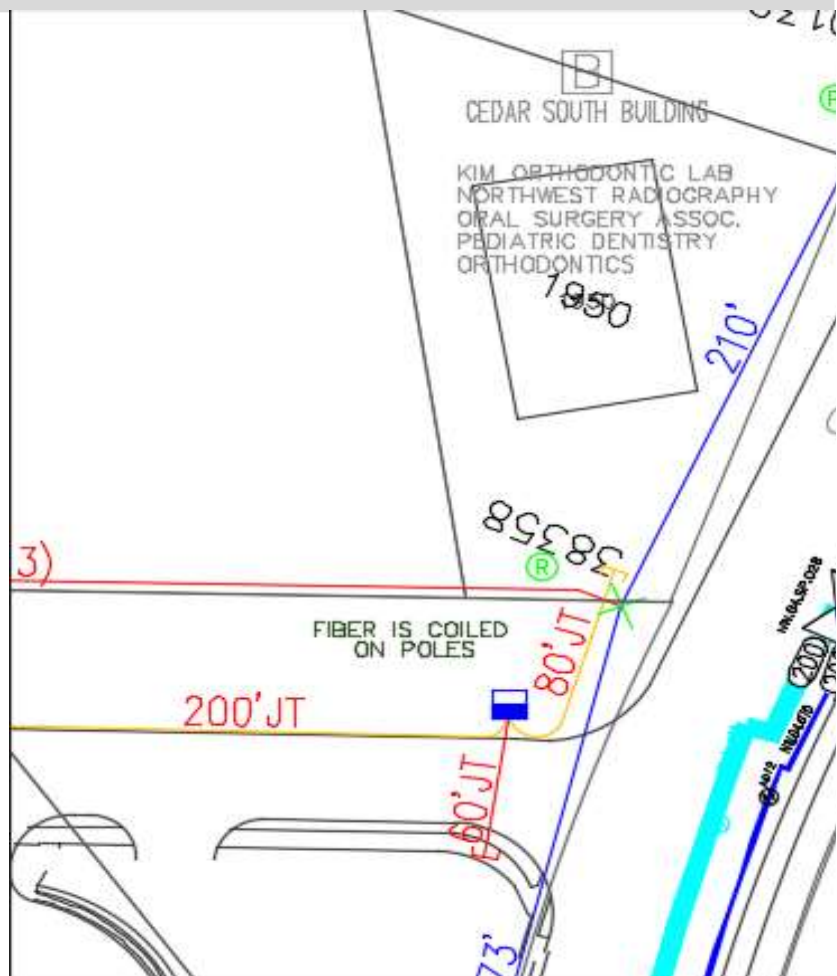 B
CEDAR SOUTH BUILDING
KIM ORTHODONTIC LAB
NORTHWEST RADIOGRAPHY
ORAL SURGERY ASSOC.
PEDIATRIC DENTISTRY
ORTHODONTICS
1950
210'
38358
R
3)
FIBER IS COILED
ON POLES
80'JT
200'JT
60'JT
200
73'